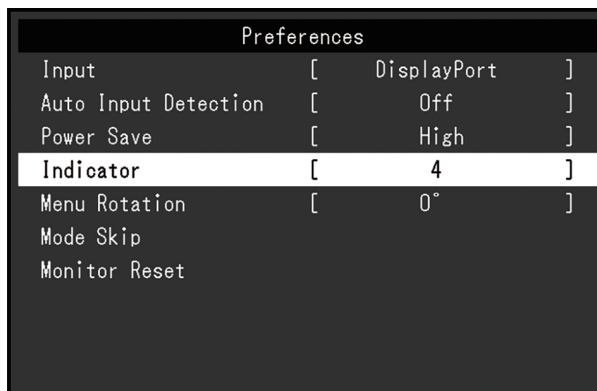 Preferences
Input [ DisplayPort ]
Auto Input Detection [ Off ]
Power Save [ High ]
Indicator [ 4 ]
Menu Rotation [ 0° ]
Mode Skip
Monitor Reset